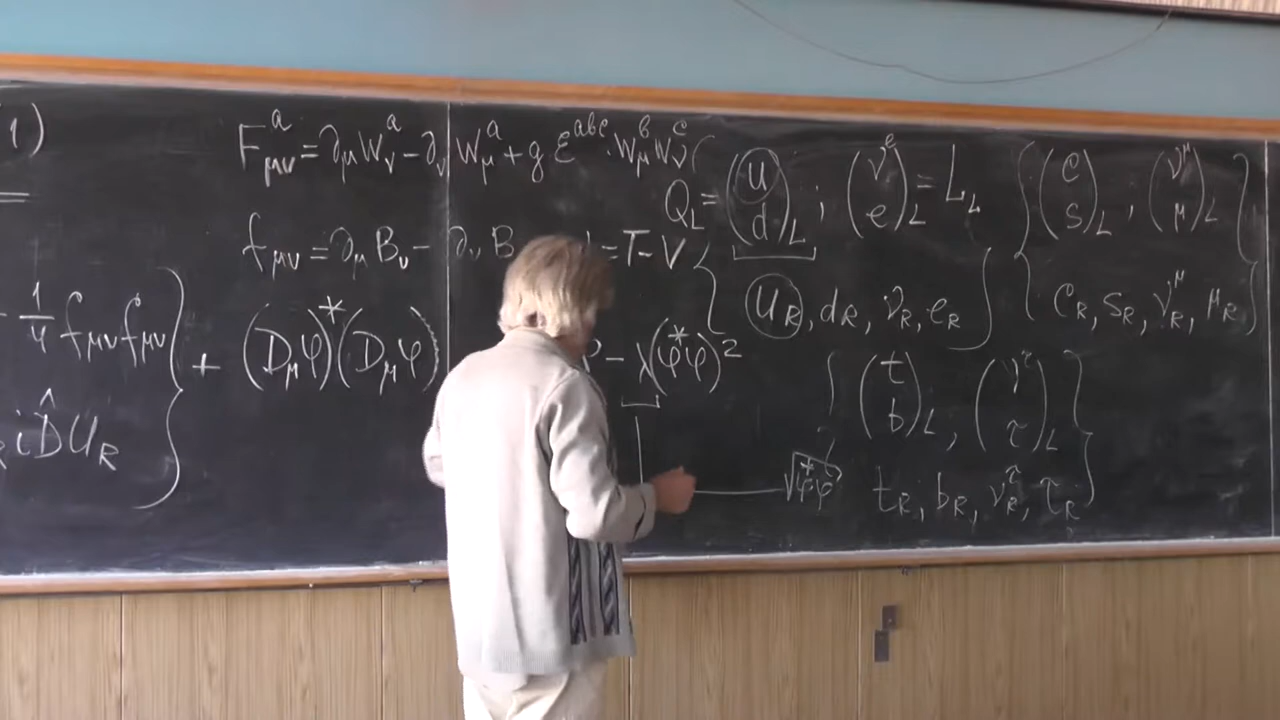 1)
F^a_μν = ∂_μ W^a_ν − ∂_ν W^a_μ + g ε^abc · W^b_μ W^c_ν
Q_L = (u d)_L ; (ν^e e)_L = L_L {(c s)_L , (ν^μ μ)_L}
f_μν = ∂_μ B_ν − ∂_ν B = T − V
{u_R, d_R, ν_R, e_R} {c_R, s_R, ν^μ_R, μ_R}
1/4 f_μν f_μν} + (D_μ φ)^*(D_μ φ) − λ(φ^*φ)^2
{(t b)_L , (ν^τ τ)_L}
iD̂u_R}
√φ^*φ
t_R, b_R, ν^τ_R, τ_R}